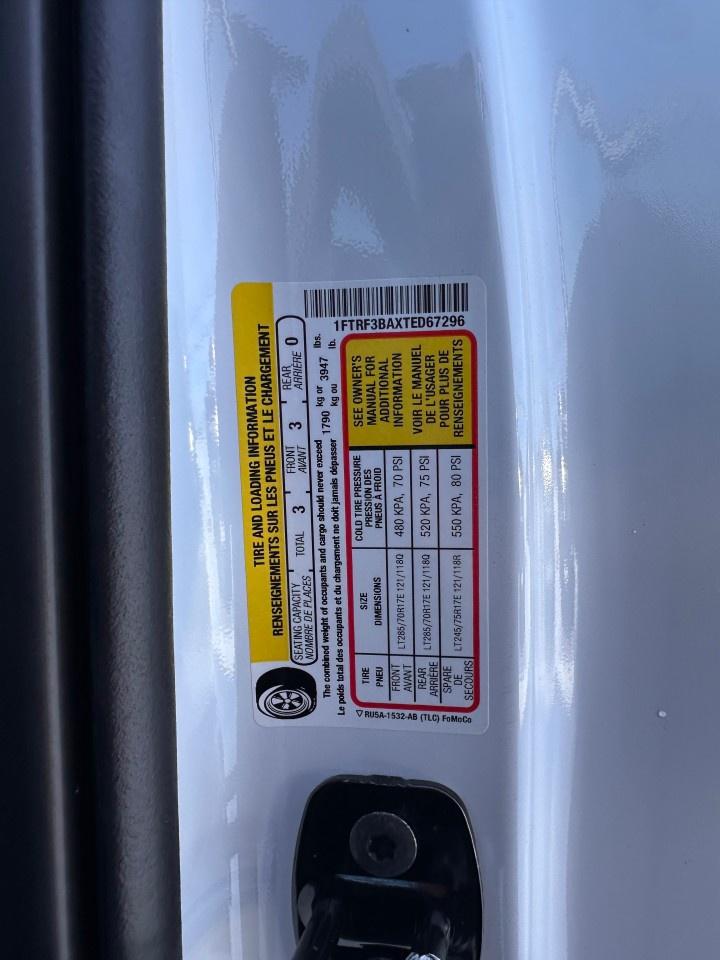 TIRE AND LOADING INFORMATION
RENSEIGNEMENTS SUR LES PNEUS ET LE CHARGEMENT
SEATING CAPACITY TOTAL 3 FRONT 3 REAR 0
NOMBRE DE PLACES AVANT ARRIÈRE
The combined weight of occupants and cargo should never exceed 1790 kg or 3947 lbs.
Le poids total des occupants et du chargement ne doit jamais dépasser kg ou lb.
1FTRF3BAXTED67296
TIRE SIZE COLD TIRE PRESSURE
PNEU DIMENSIONS PRESSION DES PNEUS À FROID
FRONT AVANT LT285/70R17E 121/118Q 480 KPA, 70 PSI
REAR ARRIÈRE LT285/70R17E 121/118Q 520 KPA, 75 PSI
SPARE DE SECOURS LT245/75R17E 121/118R 550 KPA, 80 PSI
SEE OWNER'S
MANUAL FOR
ADDITIONAL
INFORMATION
VOIR LE MANUEL
DE L'USAGER
POUR PLUS DE
RENSEIGNEMENTS
RU5A-1532-AB (TLC) FoMoCo